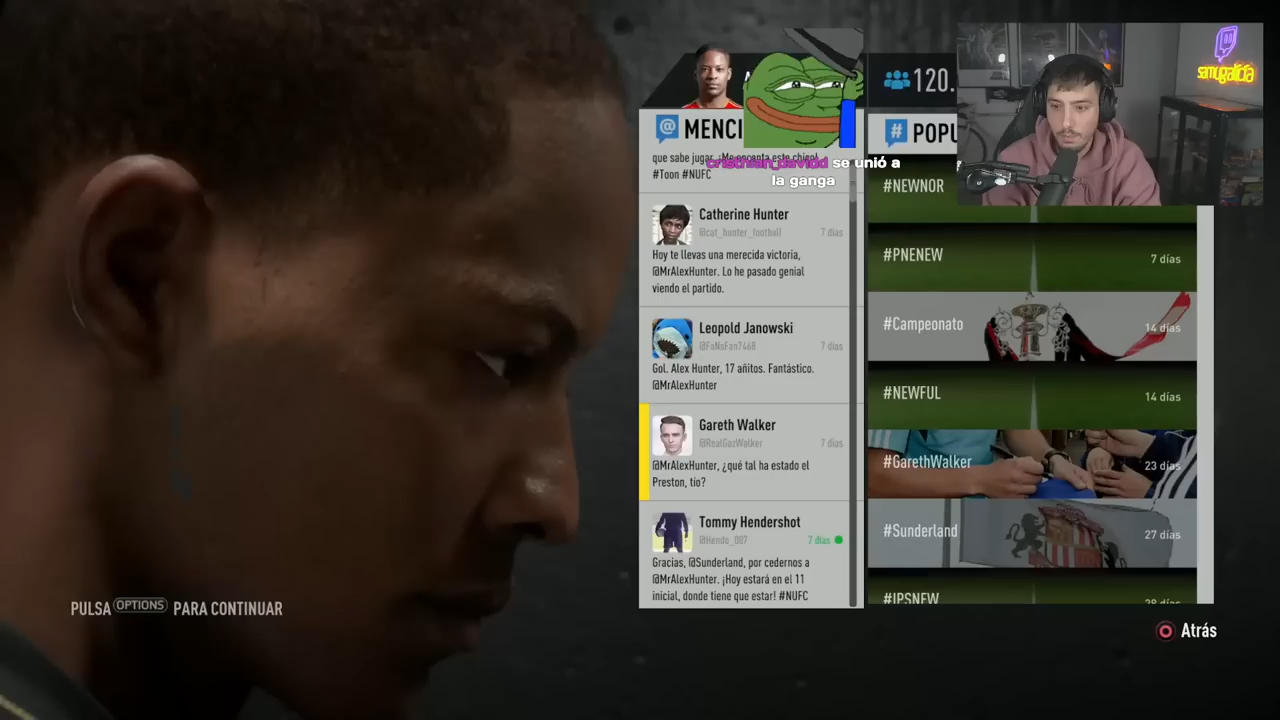 120.
samugalida
@ MENCI
# POPU
que sabe jugar. ¡Me encanta este chico!
#Toon #NUFC
se unió a
la ganga
Catherine Hunter
@cat_hunter_football 7 días
Hoy te llevas una merecida victoria,
@MrAlexHunter. Lo he pasado genial
viendo el partido.
Leopold Janowski
@FaNsFan7468 7 días
Gol. Alex Hunter, 17 añitos. Fantástico.
@MrAlexHunter
Gareth Walker
@RealGazWalker 7 días
@MrAlexHunter, ¿qué tal ha estado el
Preston, tío?
Tommy Hendershot
@Hendo_007 7 días
Gracias, @Sunderland, por cedernos a
@MrAlexHunter. ¡Hoy estará en el 11
inicial, donde tiene que estar! #NUFC
#NEWNOR
#PNENEW 7 días
#Campeonato 14 días
#NEWFUL 14 días
#GarethWalker 23 días
#Sunderland 27 días
#IPSNEW 28 días
PULSA OPTIONS PARA CONTINUAR
Atrás